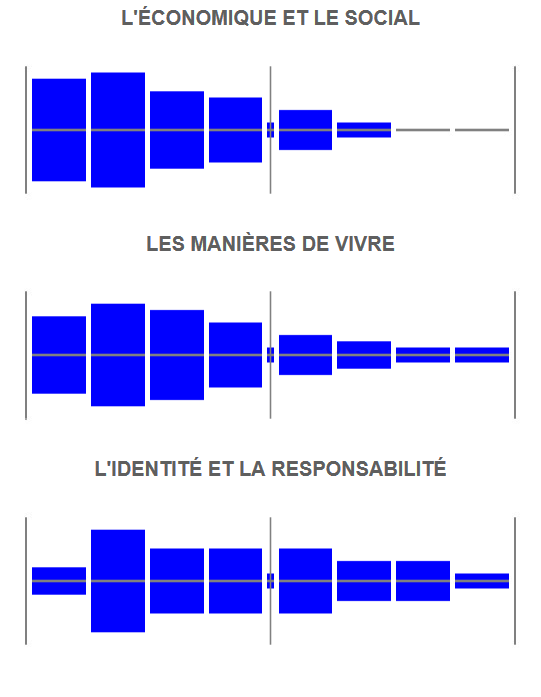 L'ÉCONOMIQUE ET LE SOCIAL
LES MANIÈRES DE VIVRE
L'IDENTITÉ ET LA RESPONSABILITÉ